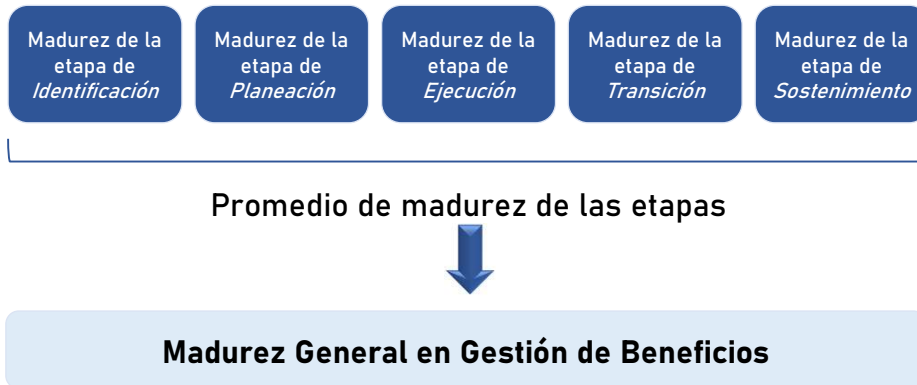 Madurez de la
etapa de
Identificación
Madurez de la
etapa de
Planeación
Madurez de la
etapa de
Ejecución
Madurez de la
etapa de
Transición
Madurez de la
etapa de
Sostenimiento
Promedio de madurez de las etapas
Madurez General en Gestión de Beneficios